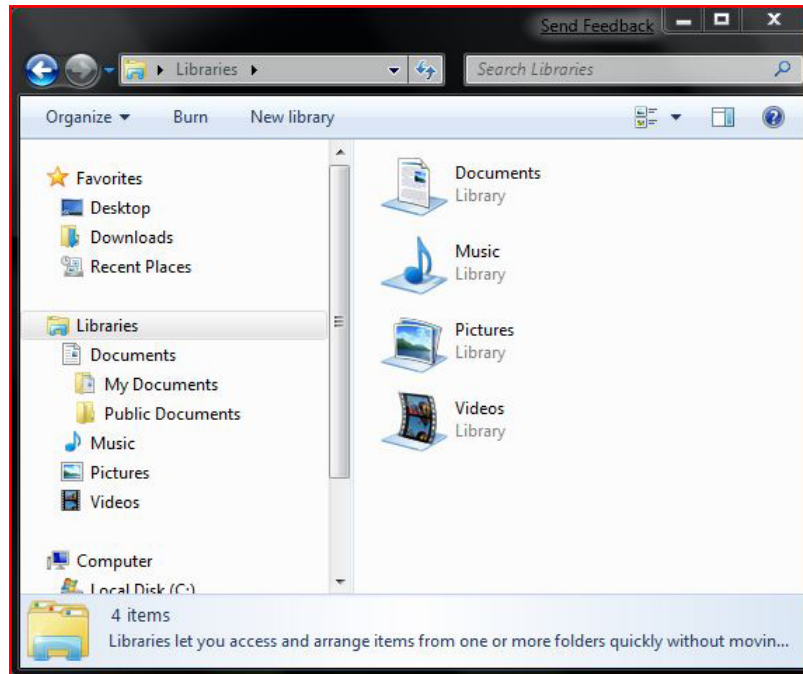 Send Feedback
Libraries
Search Libraries
Organize Burn New library
Favorites
Desktop
Downloads
Recent Places
Libraries
Documents
My Documents
Public Documents
Music
Pictures
Videos
Computer
Local Disk (C:)
Documents
Library
Music
Library
Pictures
Library
Videos
Library
4 items
Libraries let you access and arrange items from one or more folders quickly without movin...